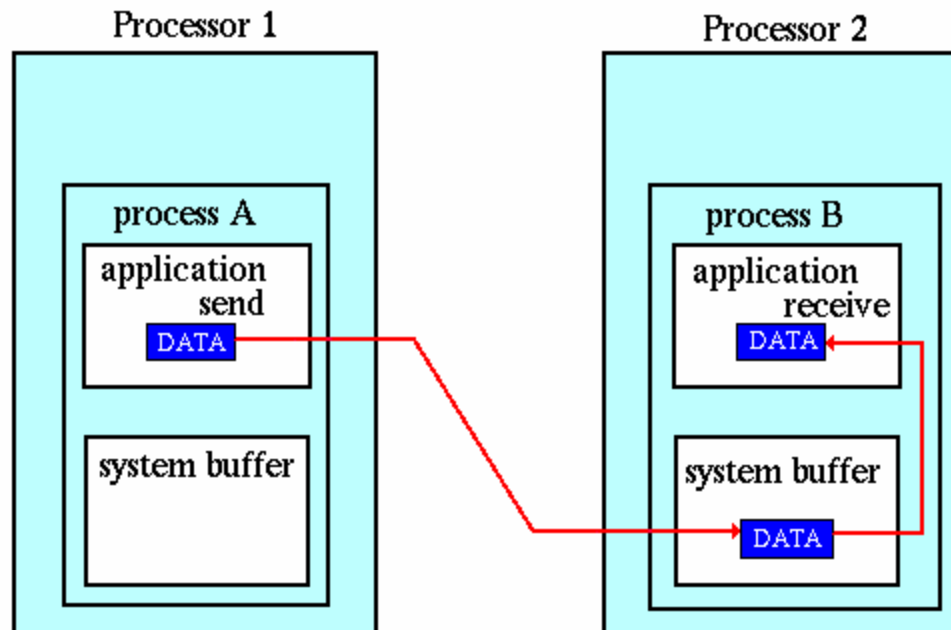 Processor 1
process A
application
send
DATA
system buffer
Processor 2
process B
application
receive
DATA
system buffer
DATA